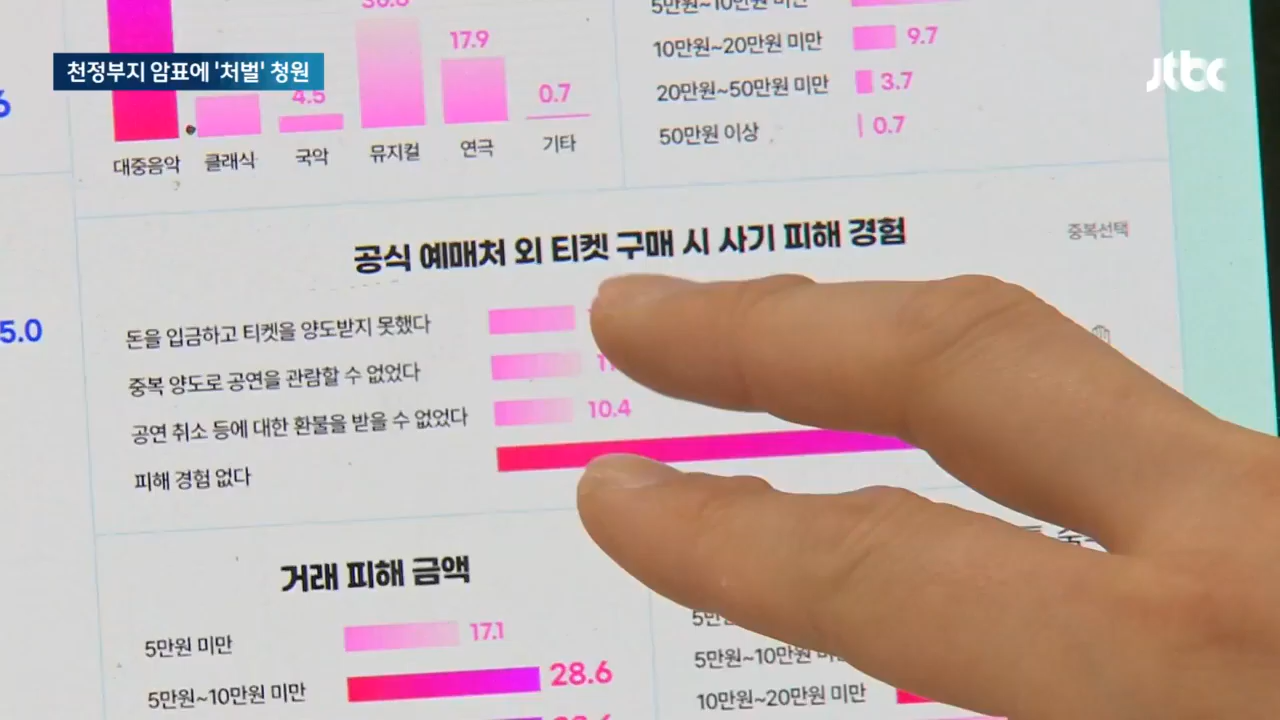 천정부지 암표에 '처벌' 청원
jtbc
17.9
4.5
0.7
대중음악 클래식 국악 뮤지컬 연극 기타
5만원~10만원 미만
10만원~20만원 미만 9.7
20만원~50만원 미만 3.7
50만원 이상 0.7
공식 예매처 외 티켓 구매 시 사기 피해 경험
중복선택
5.0
돈을 입금하고 티켓을 양도받지 못했다
중복 양도로 공연을 관람할 수 없었다
공연 취소 등에 대한 환불을 받을 수 없었다 10.4
피해 경험 없다
거래 피해 금액
5만원 미만 17.1
5만원~10만원 미만 28.6
5만원~10만원
10만원~20만원 미만